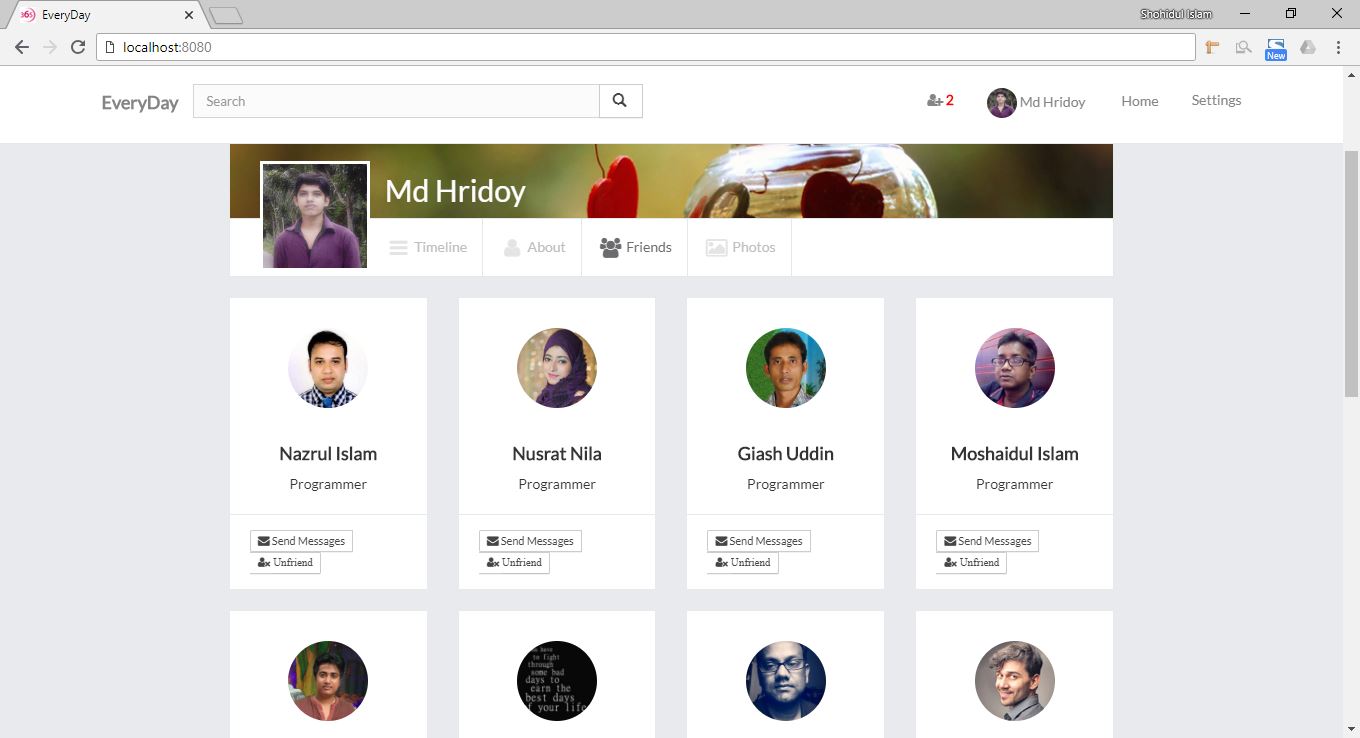 EveryDay
Shohidul Islam
localhost:8080
New
EveryDay
Search
2
Md Hridoy
Home
Settings
Md Hridoy
Timeline
About
Friends
Photos
Nazrul Islam
Programmer
Send Messages
Unfriend
Nusrat Nila
Programmer
Send Messages
Unfriend
Giash Uddin
Programmer
Send Messages
Unfriend
Moshaidul Islam
Programmer
Send Messages
Unfriend
have
to fight
through
some bad
days to
earn the
best days
of your life